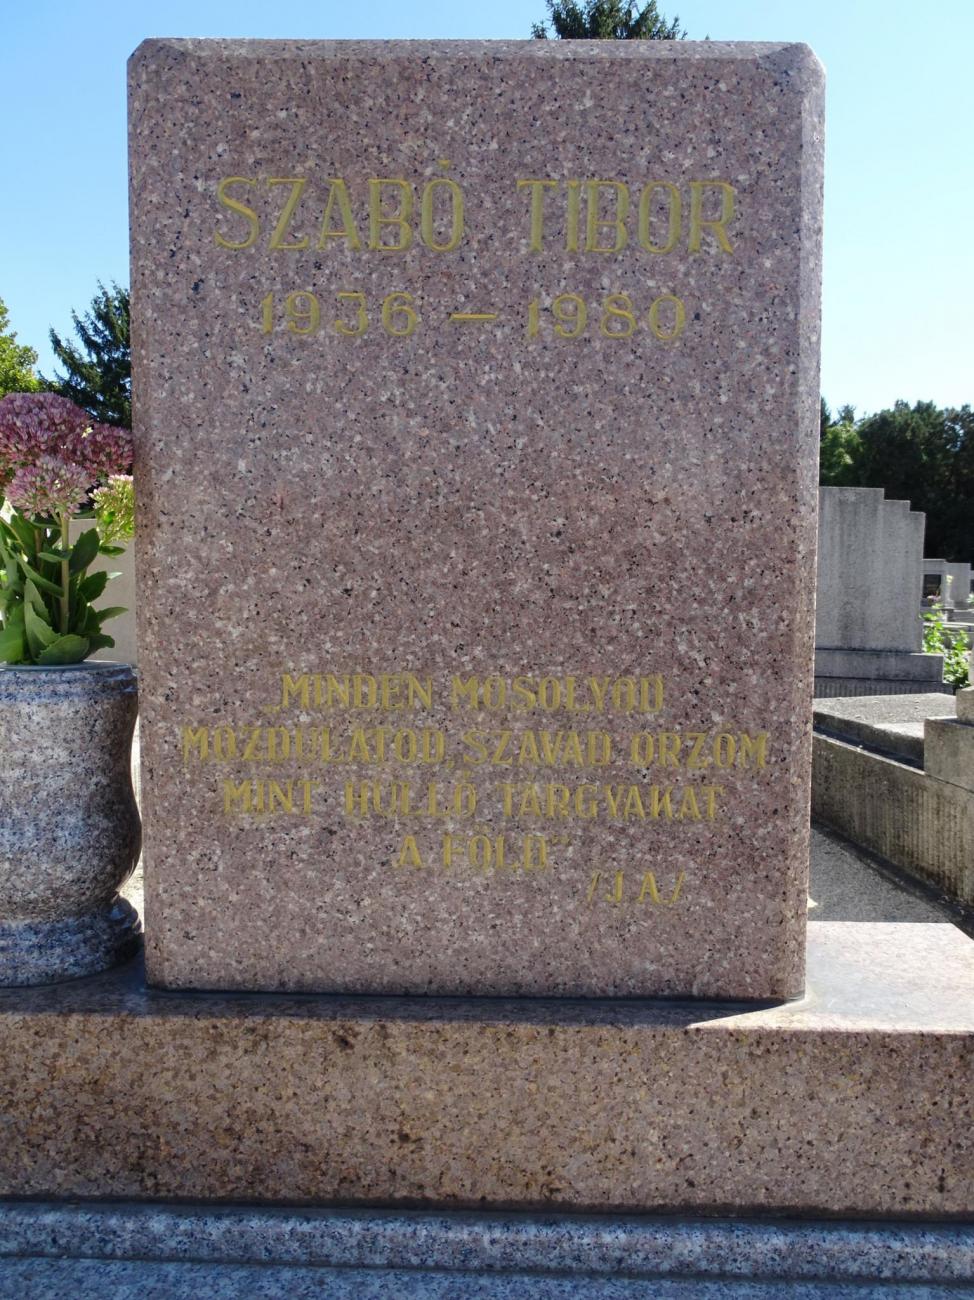 SZABÓ TIBOR
1936 — 1980
„MINDEN MOSOLYOD
MOZDULATOD, SZAVAD ŐRZÖM
MINT HULLÓ TÁRGYAKAT
A FÖLD” /J. A/